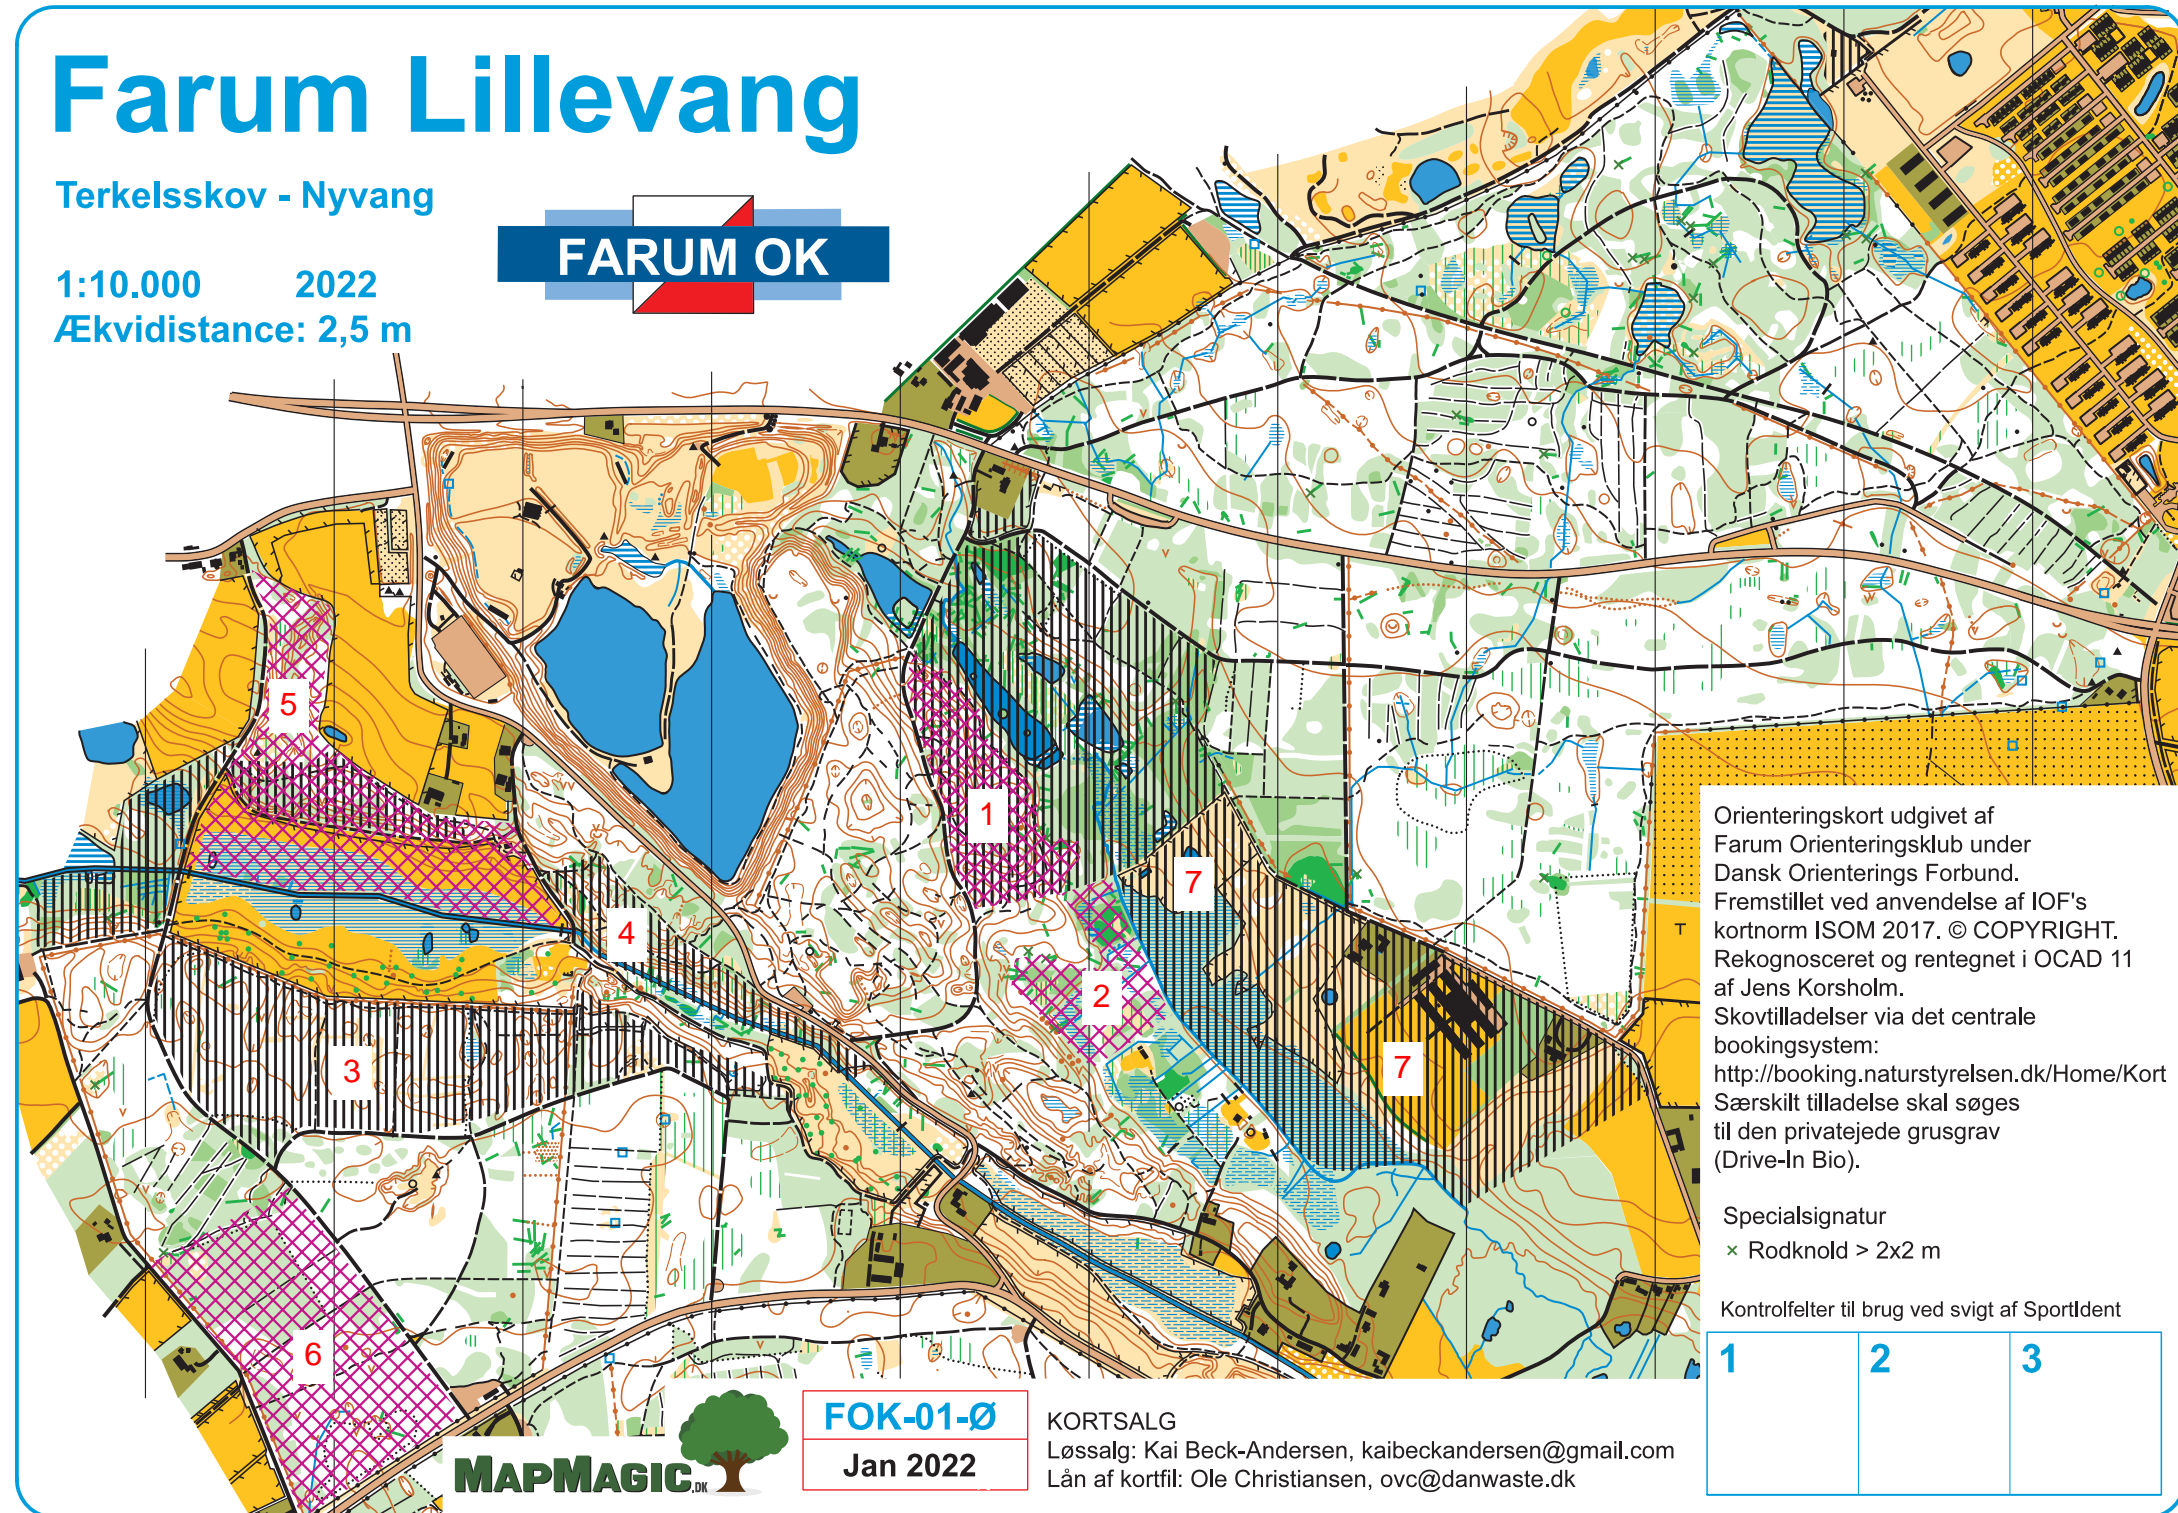 Farum Lillevang
Terkelsskov - Nyvang
1:10.000 2022
Ækvidistance: 2,5 m
FARUM OK
5
1
7
4
2
3
7
6
Orienteringskort udgivet af
Farum Orienteringsklub under
Dansk Orienterings Forbund.
Fremstillet ved anvendelse af IOF's
kortnorm ISOM 2017. © COPYRIGHT.
Rekognosceret og rentegnet i OCAD 11
af Jens Korsholm.
Skovtilladelser via det centrale
bookingsystem:
http://booking.naturstyrelsen.dk/Home/Kort
Særskilt tilladelse skal søges
til den privatejede grusgrav
(Drive-In Bio).
Specialsignatur
× Rodknold > 2x2 m
Kontrolfelter til brug ved svigt af SportIdent
1 2 3
MAPMAGIC.DK
FOK-01-Ø
Jan 2022
KORTSALG
Løssalg: Kai Beck-Andersen, kaibeckandersen@gmail.com
Lån af kortfil: Ole Christiansen, ovc@danwaste.dk